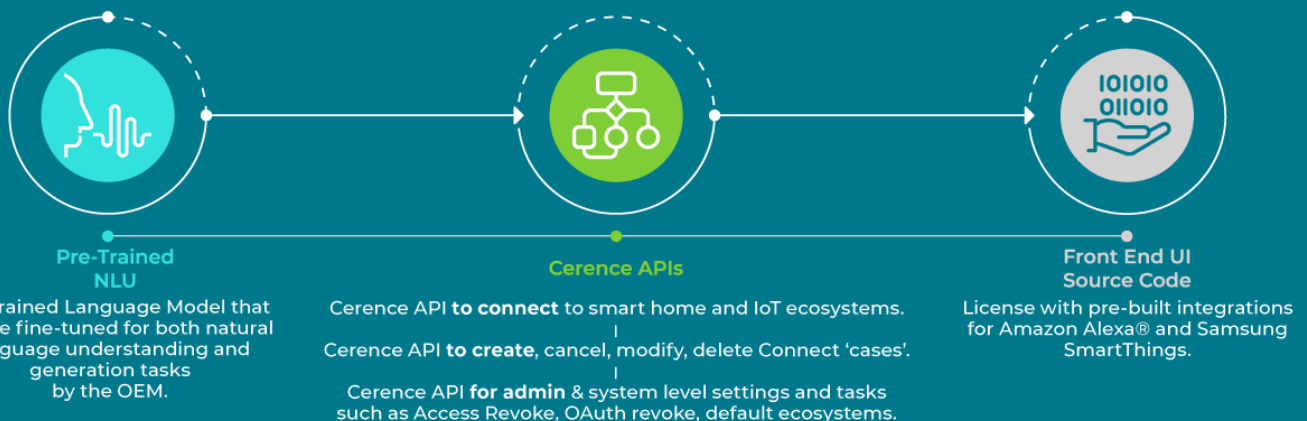 IOIOIO
OIIOIO
Pre-Trained
NLU
rained Language Model that
e fine-tuned for both natural
guage understanding and
generation tasks
by the OEM.
Cerence APIs
Cerence API to connect to smart home and IoT ecosystems.
Cerence API to create, cancel, modify, delete Connect ‘cases’.
Cerence API for admin & system level settings and tasks
such as Access Revoke, OAuth revoke, default ecosystems.
Front End UI
Source Code
License with pre-built integrations
for Amazon Alexa® and Samsung
SmartThings.